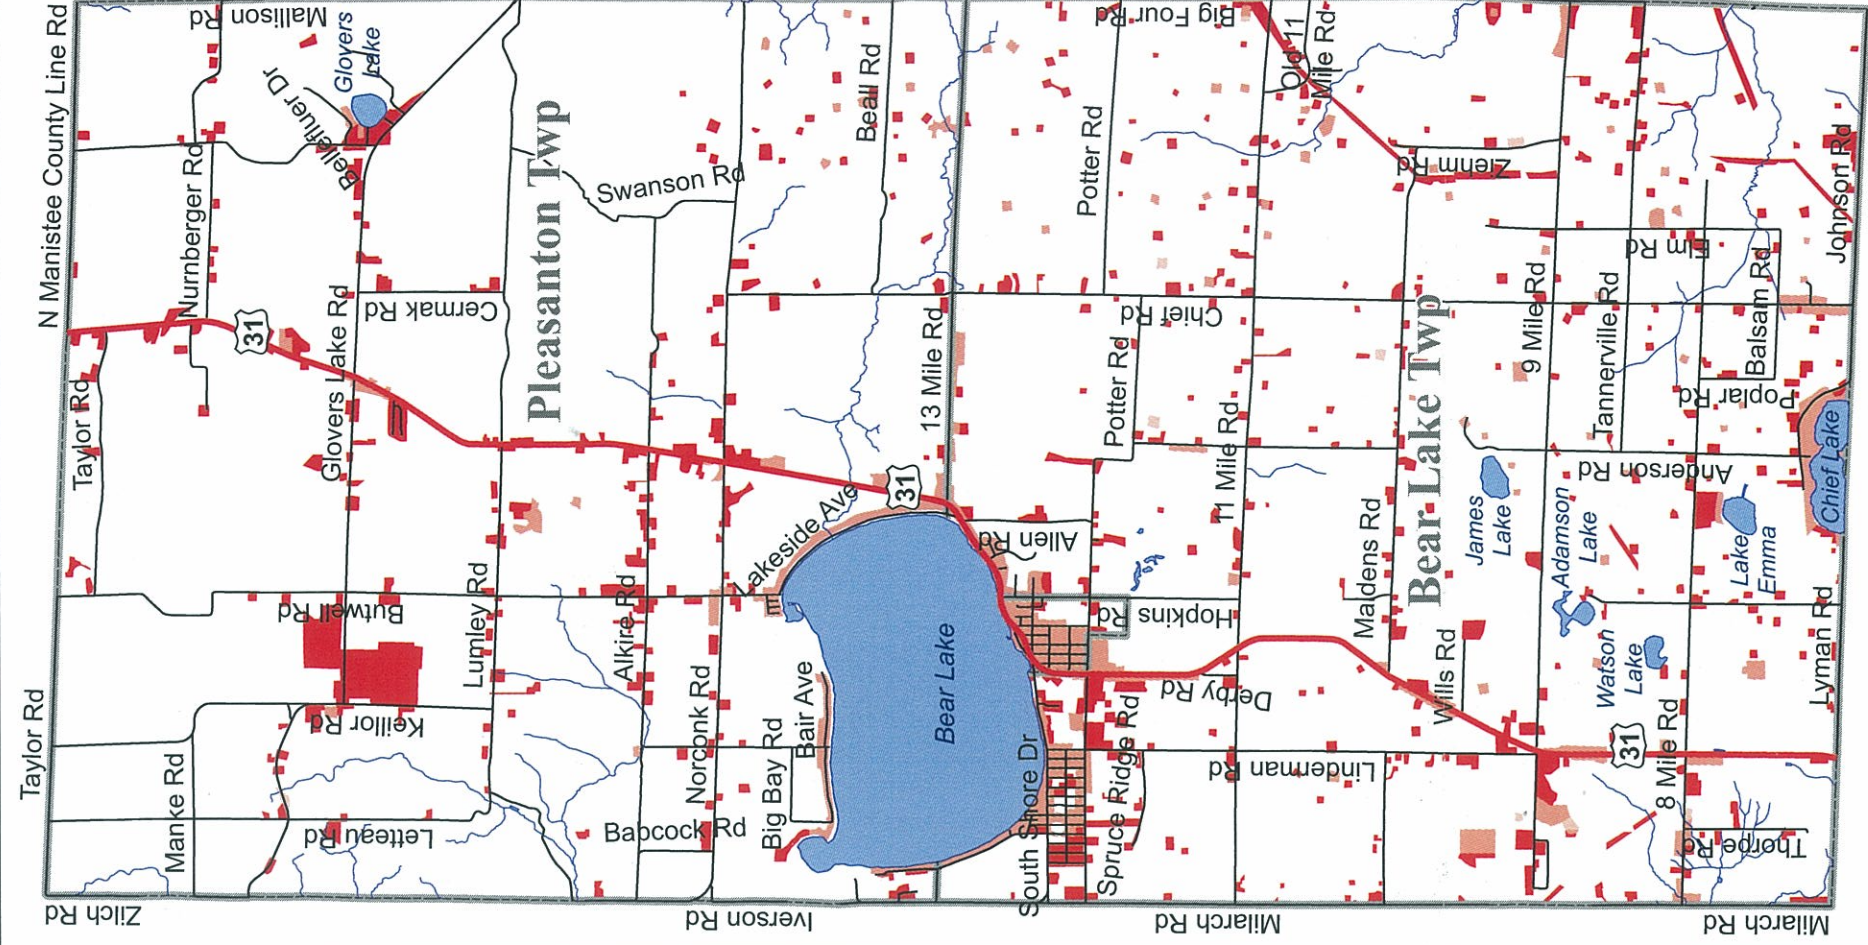 N Manistee County Line Rd
Mallison Rd
Glovers
Lake
Bellefluer Dr
Nurnberger Rd
Taylor Rd
31
Glovers Lake Rd
Cermak Rd
Pleasanton Twp
Swanson Rd
Beall Rd
Butwell Rd
Lumley Rd
Alkire Rd
Keillor Rd
Taylor Rd
Manke Rd
Letteau Rd
Zilch Rd
Norconk Rd
Babcock Rd
Big Bay Rd
Bair Ave
Lakeside Ave
31
13 Mile Rd
Bear Lake
Iverson Rd
South Shore Dr
Big Four Rd
Old 11
Mile Rd
Potter Rd
Potter Rd
Chief Rd
Ziehm Rd
11 Mile Rd
Allen Rd
Hopkins Rd
Derby Rd
Spruce Ridge Rd
Linderman Rd
Milarch Rd
Maidens Rd
Bear Lake Twp
Wills Rd
9 Mile Rd
Elm Rd
Tannerville Rd
Balsam Rd
Johnson Rd
Poplar Rd
Anderson Rd
Chief Lake
James
Lake
Adamson
Lake
Lake
Emma
Watson
Lake
8 Mile Rd
Lyman Rd
31
Thorpe Rd
Milarch Rd